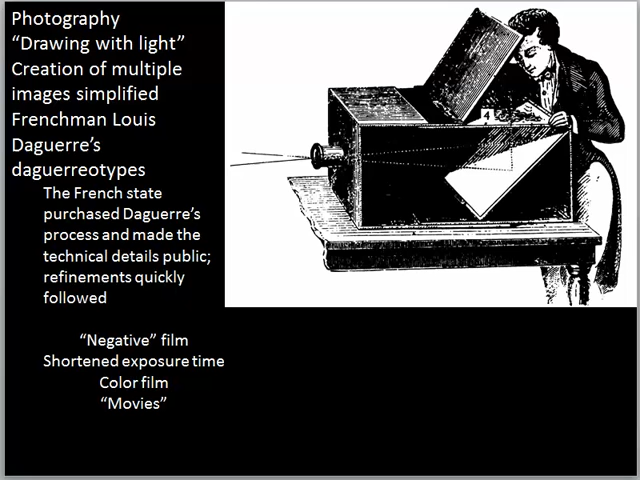 Photography
“Drawing with light”
Creation of multiple
images simplified
Frenchman Louis
Daguerre’s
daguerreotypes
The French state
purchased Daguerre’s
process and made the
technical details public;
refinements quickly
followed
“Negative” film
Shortened exposure time
Color film
“Movies”
4